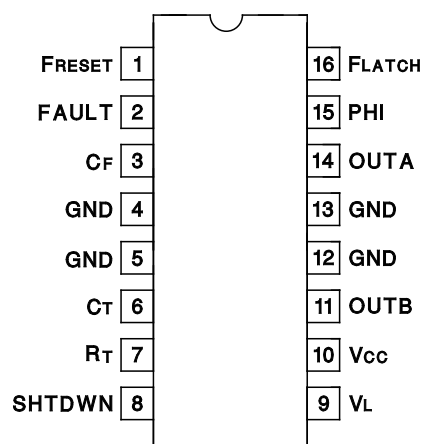 FRESET 1 16 FLATCH
FAULT 2 15 PHI
CF 3 14 OUTA
GND 4 13 GND
GND 5 12 GND
CT 6 11 OUTB
RT 7 10 VCC
SHTDWN 8 9 VL